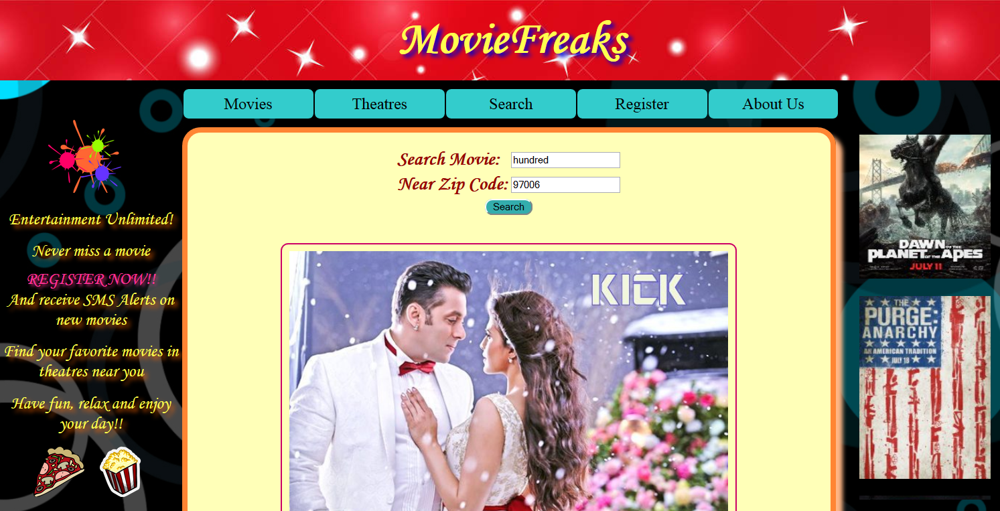 MovieFreaks
Movies
Theatres
Search
Register
About Us
Entertainment Unlimited!
Never miss a movie
REGISTER NOW!!
And receive SMS Alerts on
new movies
Find your favorite movies in
theatres near you
Have fun, relax and enjoy
your day!!
Search Movie: hundred
Near Zip Code: 97006
Search
KICK
DAWN OF THE
PLANET OF THE APES
JULY 11
THE
PURGE:
ANARCHY
AN AMERICAN TRADITION
JULY 18